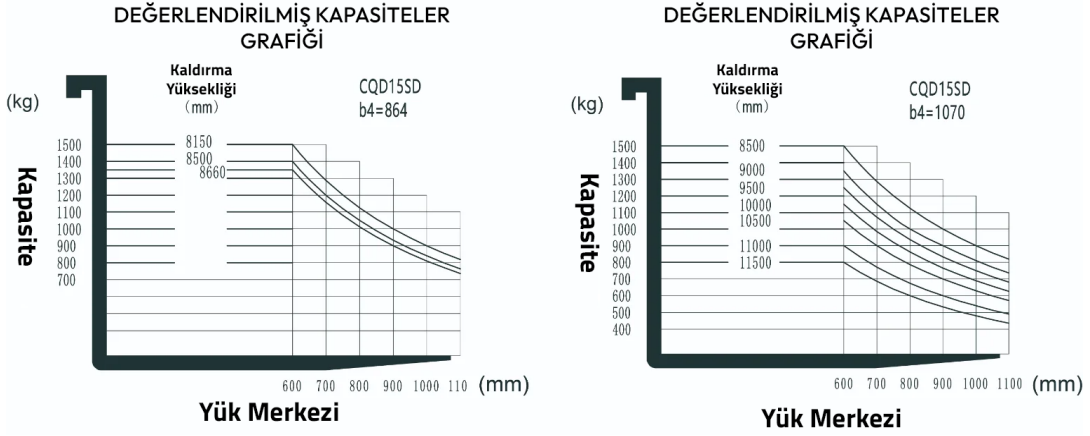 DEĞERLENDİRİLMİŞ KAPASİTELER
GRAFİĞİ
Kaldırma
Yüksekliği
(mm)
CQD15SD
b4=864
(kg)
Kapasite
1500
1400
1300
1200
1100
1000
900
800
700
8150
8500
8660
600 700 800 900 1000 110 (mm)
Yük Merkezi
DEĞERLENDİRİLMİŞ KAPASİTELER
GRAFİĞİ
Kaldırma
Yüksekliği
(mm)
CQD15SD
b4=1070
(kg)
Kapasite
1500
1400
1300
1200
1100
1000
900
800
700
600
500
400
8500
9000
9500
10000
10500
11000
11500
600 700 800 900 1000 1100 (mm)
Yük Merkezi